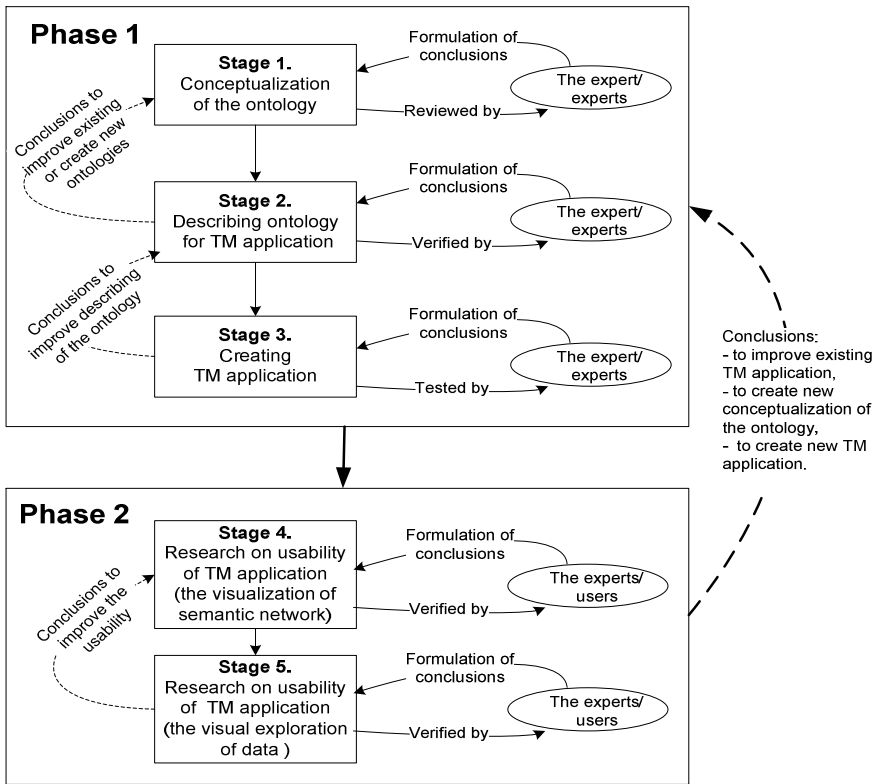 Phase 1
Stage 1.
Conceptualization
of the ontology
Formulation of
conclusions
The expert/
experts
Reviewed by
Conclusions to
improve existing
or create new
ontologies
Stage 2.
Describing ontology
for TM application
Formulation of
conclusions
The expert/
experts
Verified by
Conclusions to
improve describing
of the ontology
Stage 3.
Creating
TM application
Formulation of
conclusions
The expert/
experts
Tested by
Conclusions:
- to improve existing
TM application,
- to create new
conceptualization of
the ontology,
- to create new TM
application.
Phase 2
Stage 4.
Research on usability
of TM application
(the visualization of
semantic network)
Formulation of
conclusions
The experts/
users
Verified by
Conclusions to
improve the
usability
Stage 5.
Research on usability
of TM application
(the visual exploration
of data )
Formulation of
conclusions
The experts/
users
Verified by